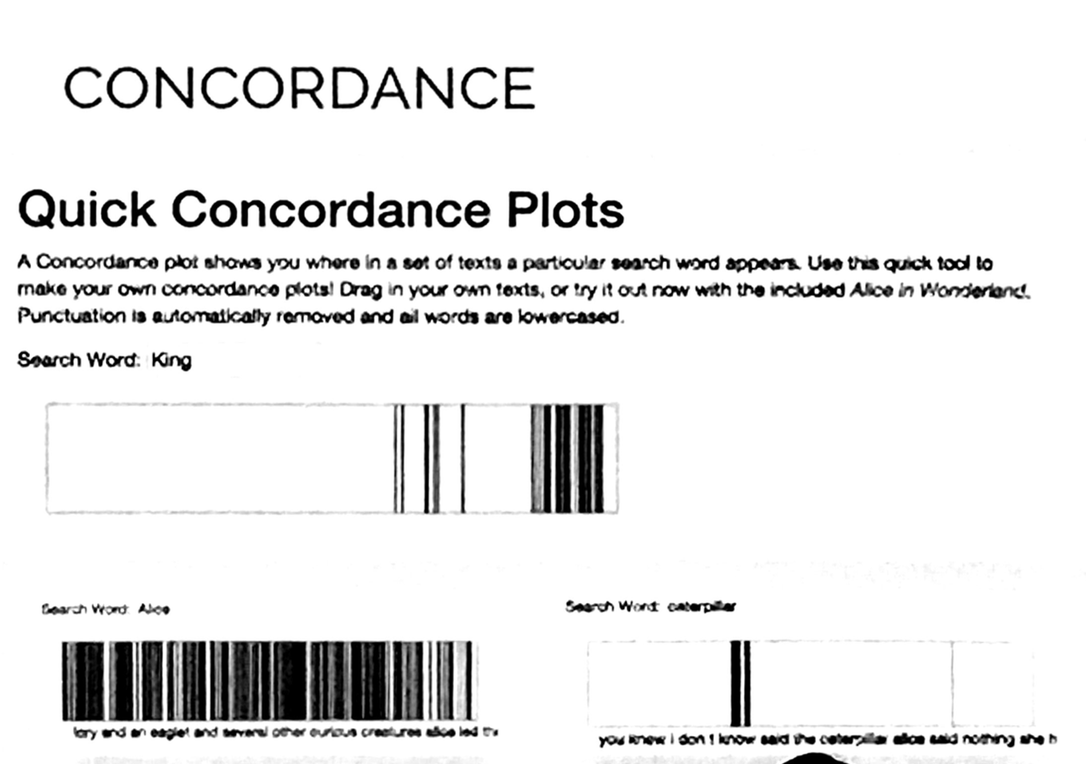 CONCORDANCE
Quick Concordance Plots
A Concordance plot shows you where in a set of texts a particular search word appears. Use this quick tool to
make your own concordance plots! Drag in your own texts, or try it out now with the included Alice in Wonderland.
Punctuation is automatically removed and all words are lowercased.
Search Word: King
Search Word: Alice
Search Word: caterpillar
lory and an eaglet and several other curious creatures alice led th
you knew i don t know said the caterpillar alice said nothing she h